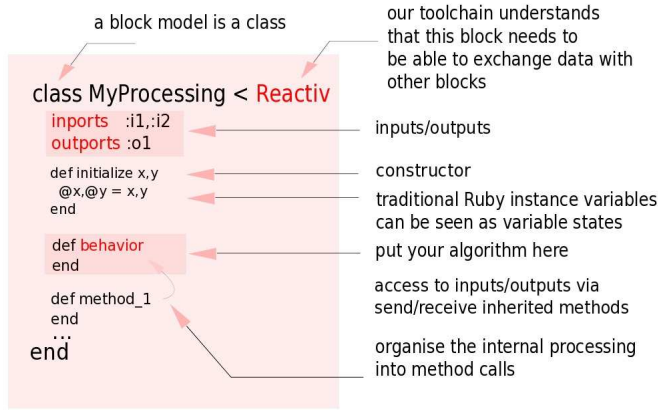 a block model is a class
our toolchain understands
that this block needs to
be able to exchange data with
other blocks
class MyProcessing < Reactiv
inports :i1,:i2
outports :o1
inputs/outputs
def initialize x,y
@x,@y = x,y
end
constructor
traditional Ruby instance variables
can be seen as variable states
def behavior
end
put your algorithm here
access to inputs/outputs via
send/receive inherited methods
def method_1
end
...
end
organise the internal processing
into method calls